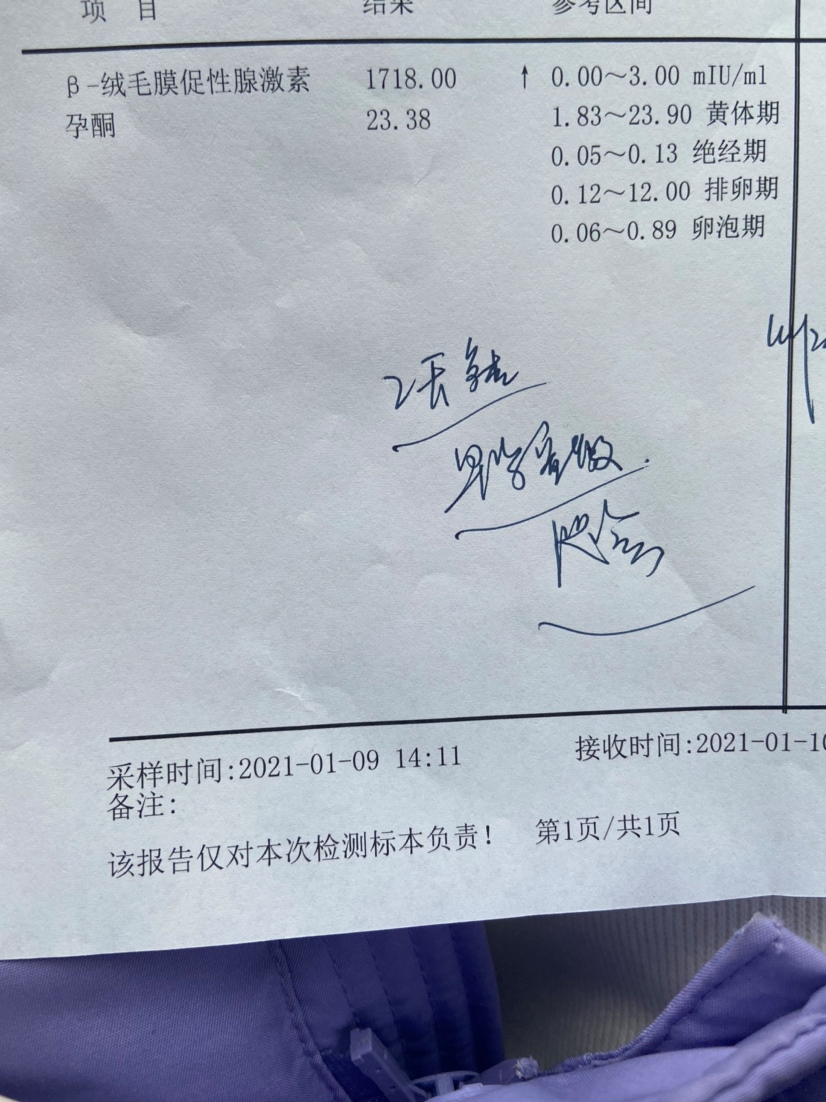 项 目 结果 参考区间
β-绒毛膜促性腺激素 1718.00 ↑ 0.00~3.00 mIU/ml
孕酮 23.38 1.83~23.90 黄体期
0.05~0.13 绝经期
0.12~12.00 排卵期
0.06~0.89 卵泡期
采样时间:2021-01-09 14:11 接收时间:2021-01-10
备注:
该报告仅对本次检测标本负责! 第1页/共1页